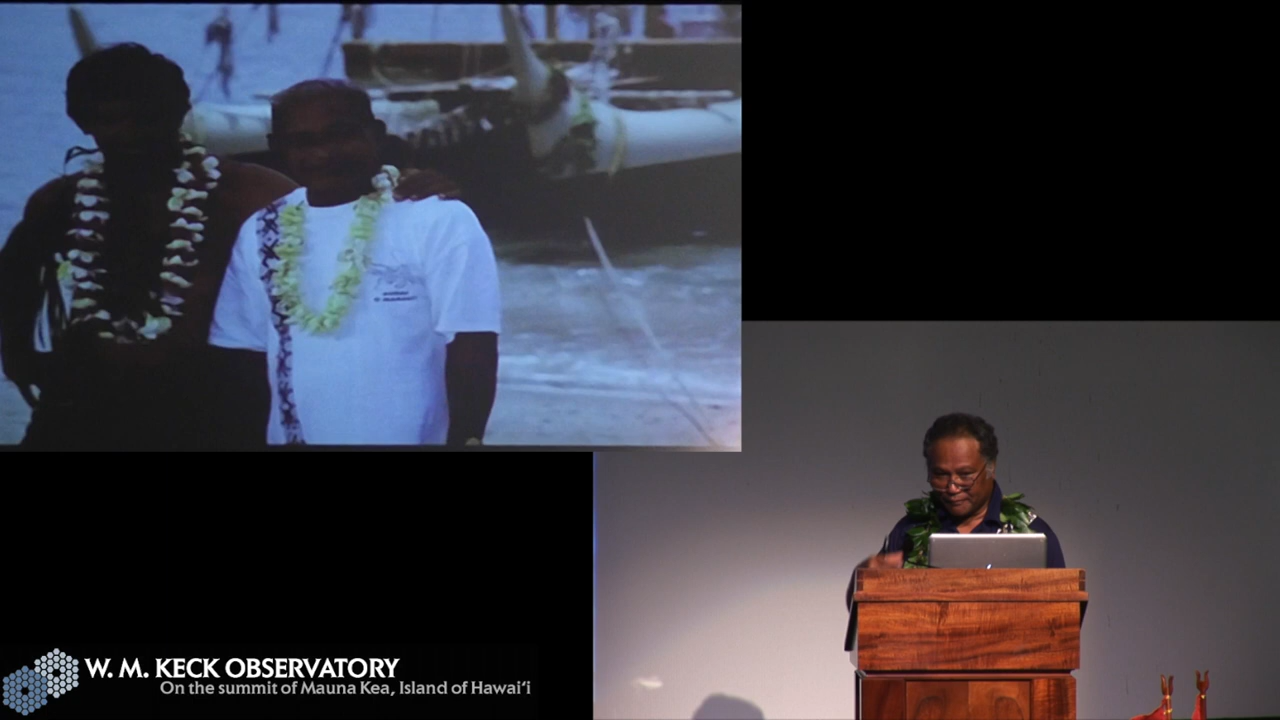 W. M. KECK OBSERVATORY
On the summit of Mauna Kea, Island of Hawaiʻi